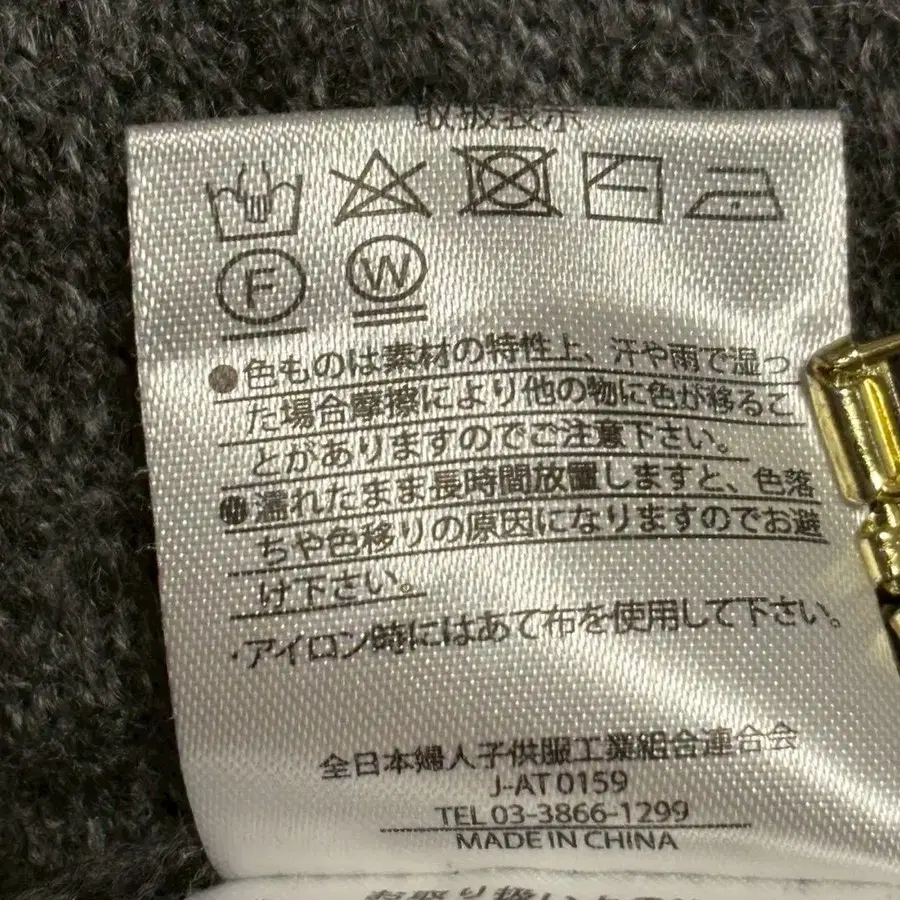 取扱表示
F W
●色ものは素材の特性上、汗や雨で湿っ
た場合摩擦により他の物に色が移るこ
とがありますのでご注意下さい。
●濡れたまま長時間放置しますと、色落
ちや色移りの原因になりますのでお避
け下さい。
・アイロン時にはあて布を使用して下さい。
全日本婦人子供服工業組合連合会
J-AT 0159
TEL 03-3866-1299
MADE IN CHINA